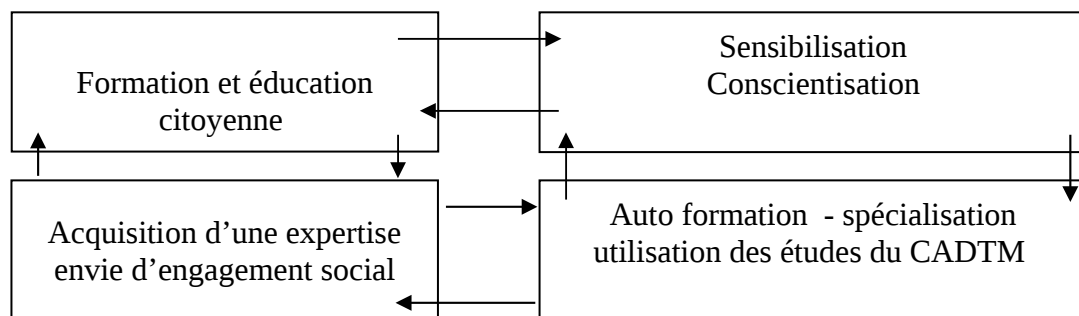 Formation et éducation
citoyenne
Sensibilisation
Conscientisation
Acquisition d’une expertise
envie d’engagement social
Auto formation - spécialisation
utilisation des études du CADTM